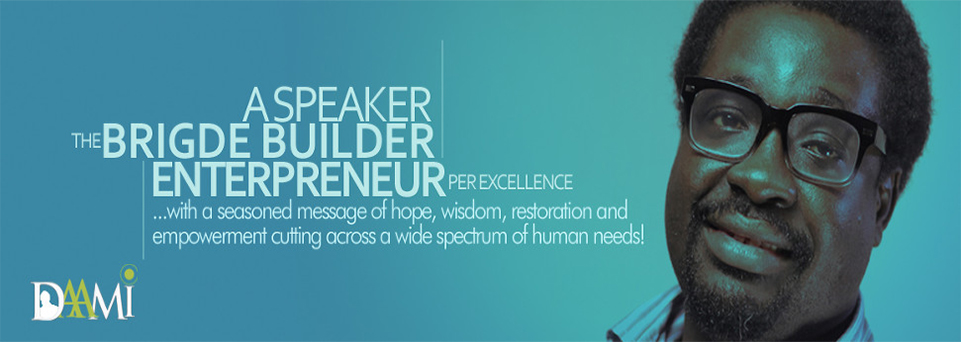 A SPEAKER
THE BRIGDE BUILDER
ENTERPRENEUR PER EXCELLENCE
...with a seasoned message of hope, wisdom, restoration and
empowerment cutting across a wide spectrum of human needs!
DAAMi